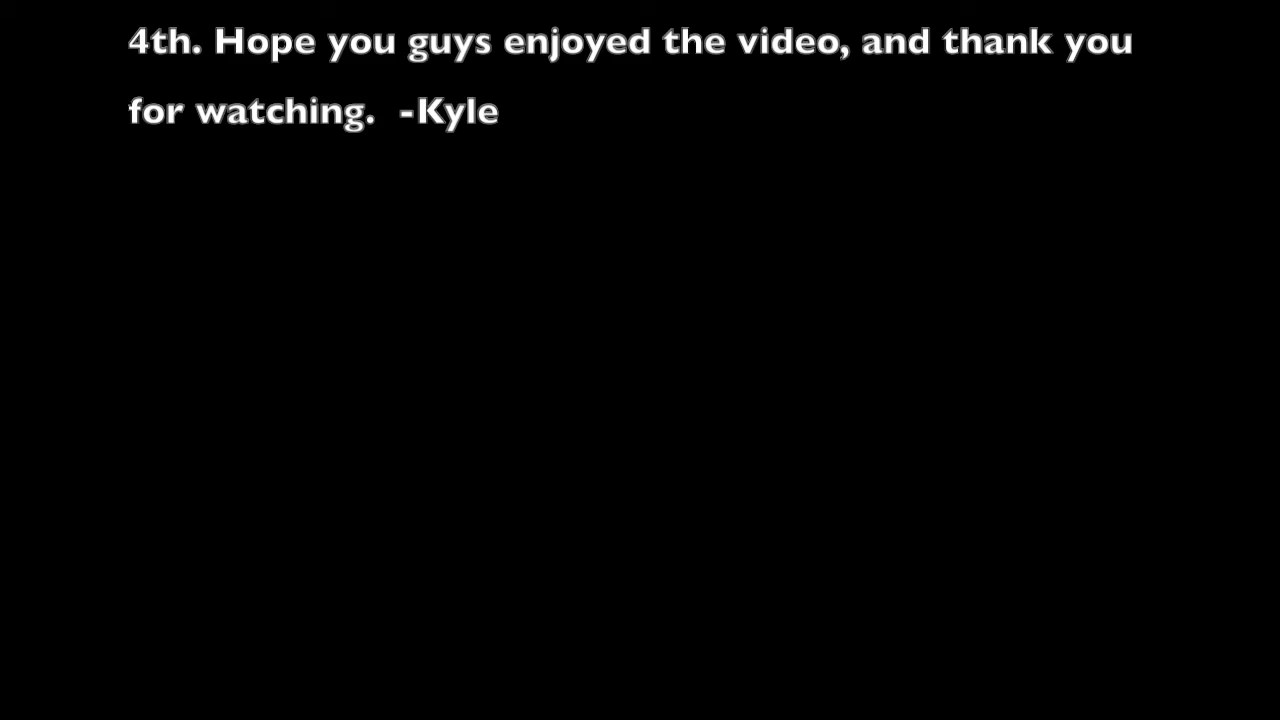 4th. Hope you guys enjoyed the video, and thank you
for watching.  -Kyle